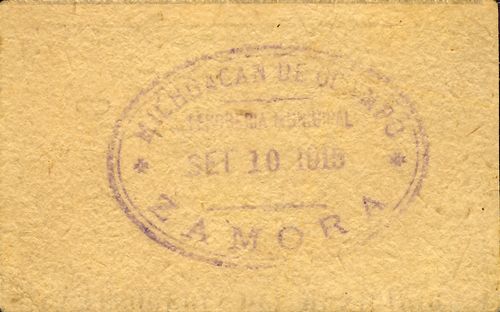 MICHOACAN DE OCAMPO
TESORERIA MUNICIPAL
SET 10 1915
ZAMORA